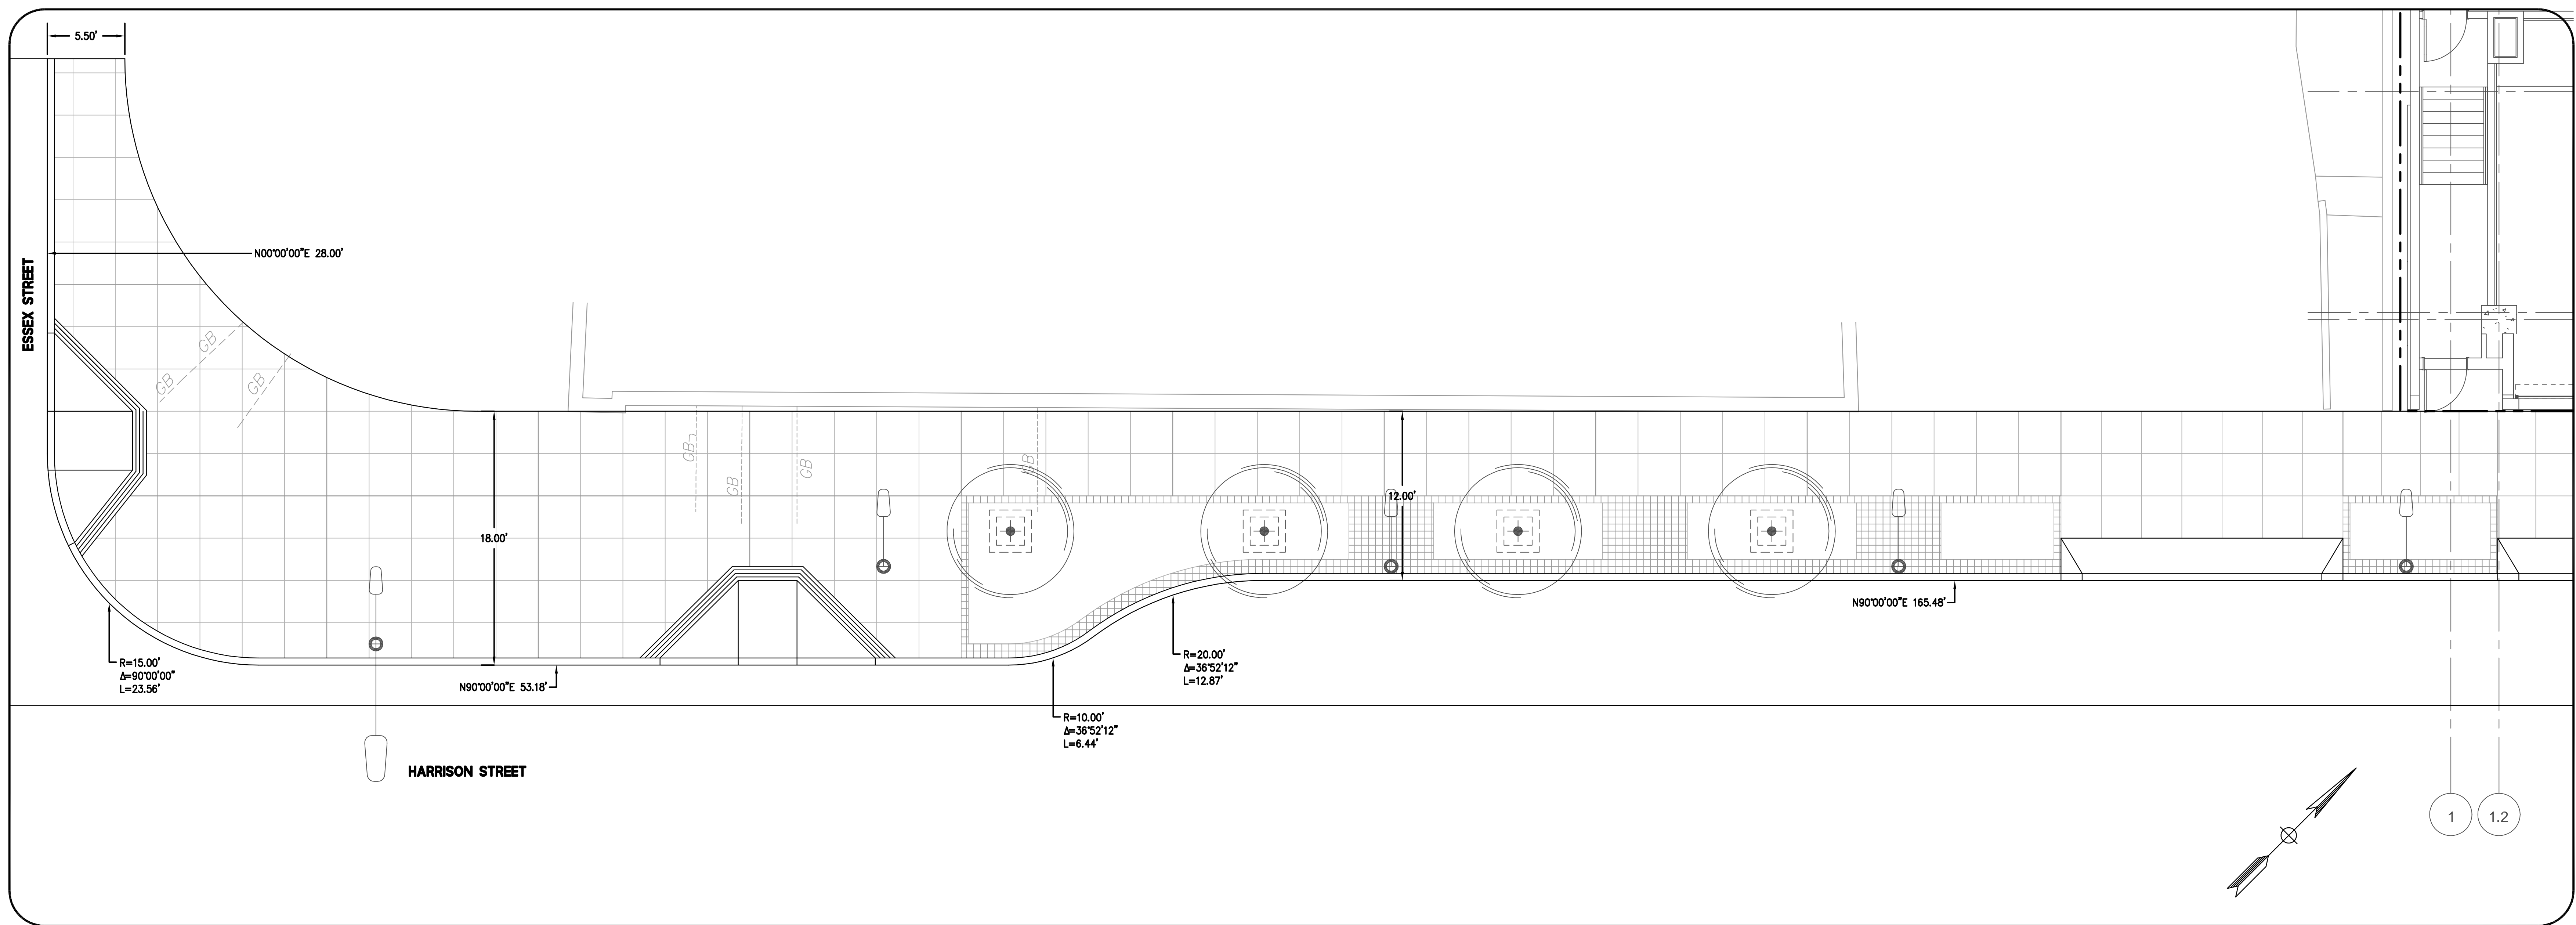 5.50'
N00°00'00"E 28.00'
ESSEX STREET
GB
GB
GB
GB
GB
GB
GB
12.00'
18.00'
N90°00'00"E 165.48'
R=15.00'
Δ=90°00'00"
L=23.56'
N90°00'00"E 53.18'
R=20.00'
Δ=36°52'12"
L=12.87'
R=10.00'
Δ=36°52'12"
L=6.44'
HARRISON STREET
1
1.2